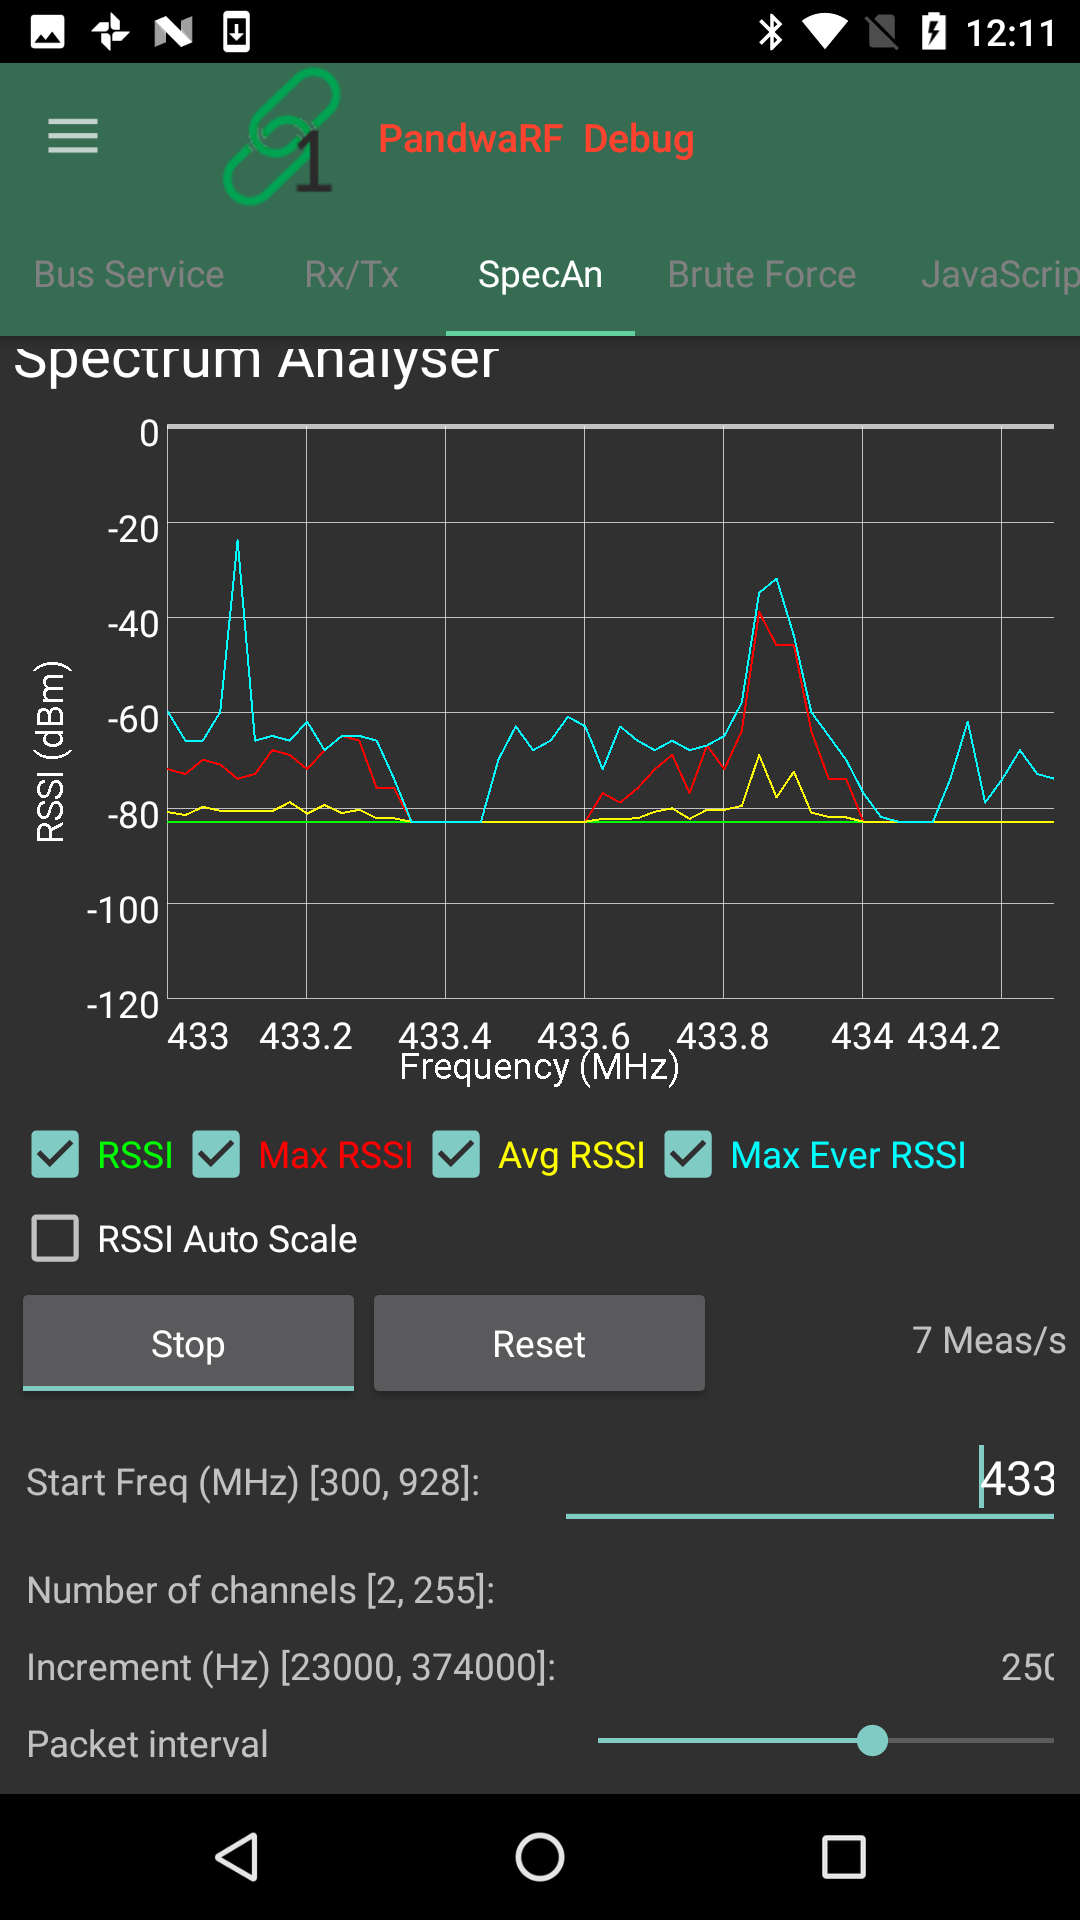 12:11
1
PandwaRF Debug
Bus Service Rx/Tx SpecAn Brute Force JavaScrip
Spectrum Analyser
0
-20
-40
-60
-80
-100
-120
RSSI (dBm)
433 433.2 433.4 433.6 433.8 434 434.2
Frequency (MHz)
RSSI Max RSSI Avg RSSI Max Ever RSSI
RSSI Auto Scale
Stop Reset 7 Meas/s
Start Freq (MHz) [300, 928]: 433
Number of channels [2, 255]:
Increment (Hz) [23000, 374000]: 250
Packet interval